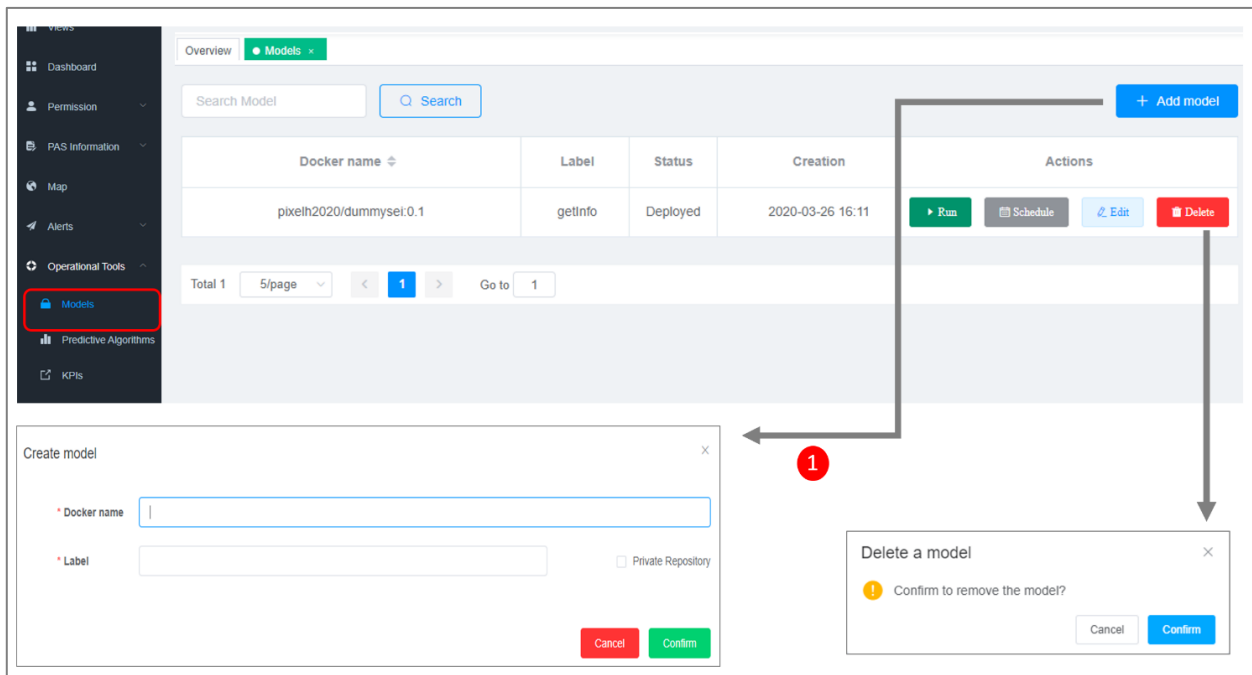 Views
Overview
Models ×
Dashboard
Permission
PAS Information
Map
Alerts
Operational Tools
Models
Predictive Algorithms
KPIs
Search Model
Search
+ Add model
Docker name Label Status Creation Actions
pixelh2020/dummysei:0.1 getInfo Deployed 2020-03-26 16:11 Run Schedule Edit Delete
Total 1 5/page < 1 > Go to 1
1
Create model ×
* Docker name
* Label
Private Repository
Cancel Confirm
Delete a model ×
! Confirm to remove the model?
Cancel Confirm